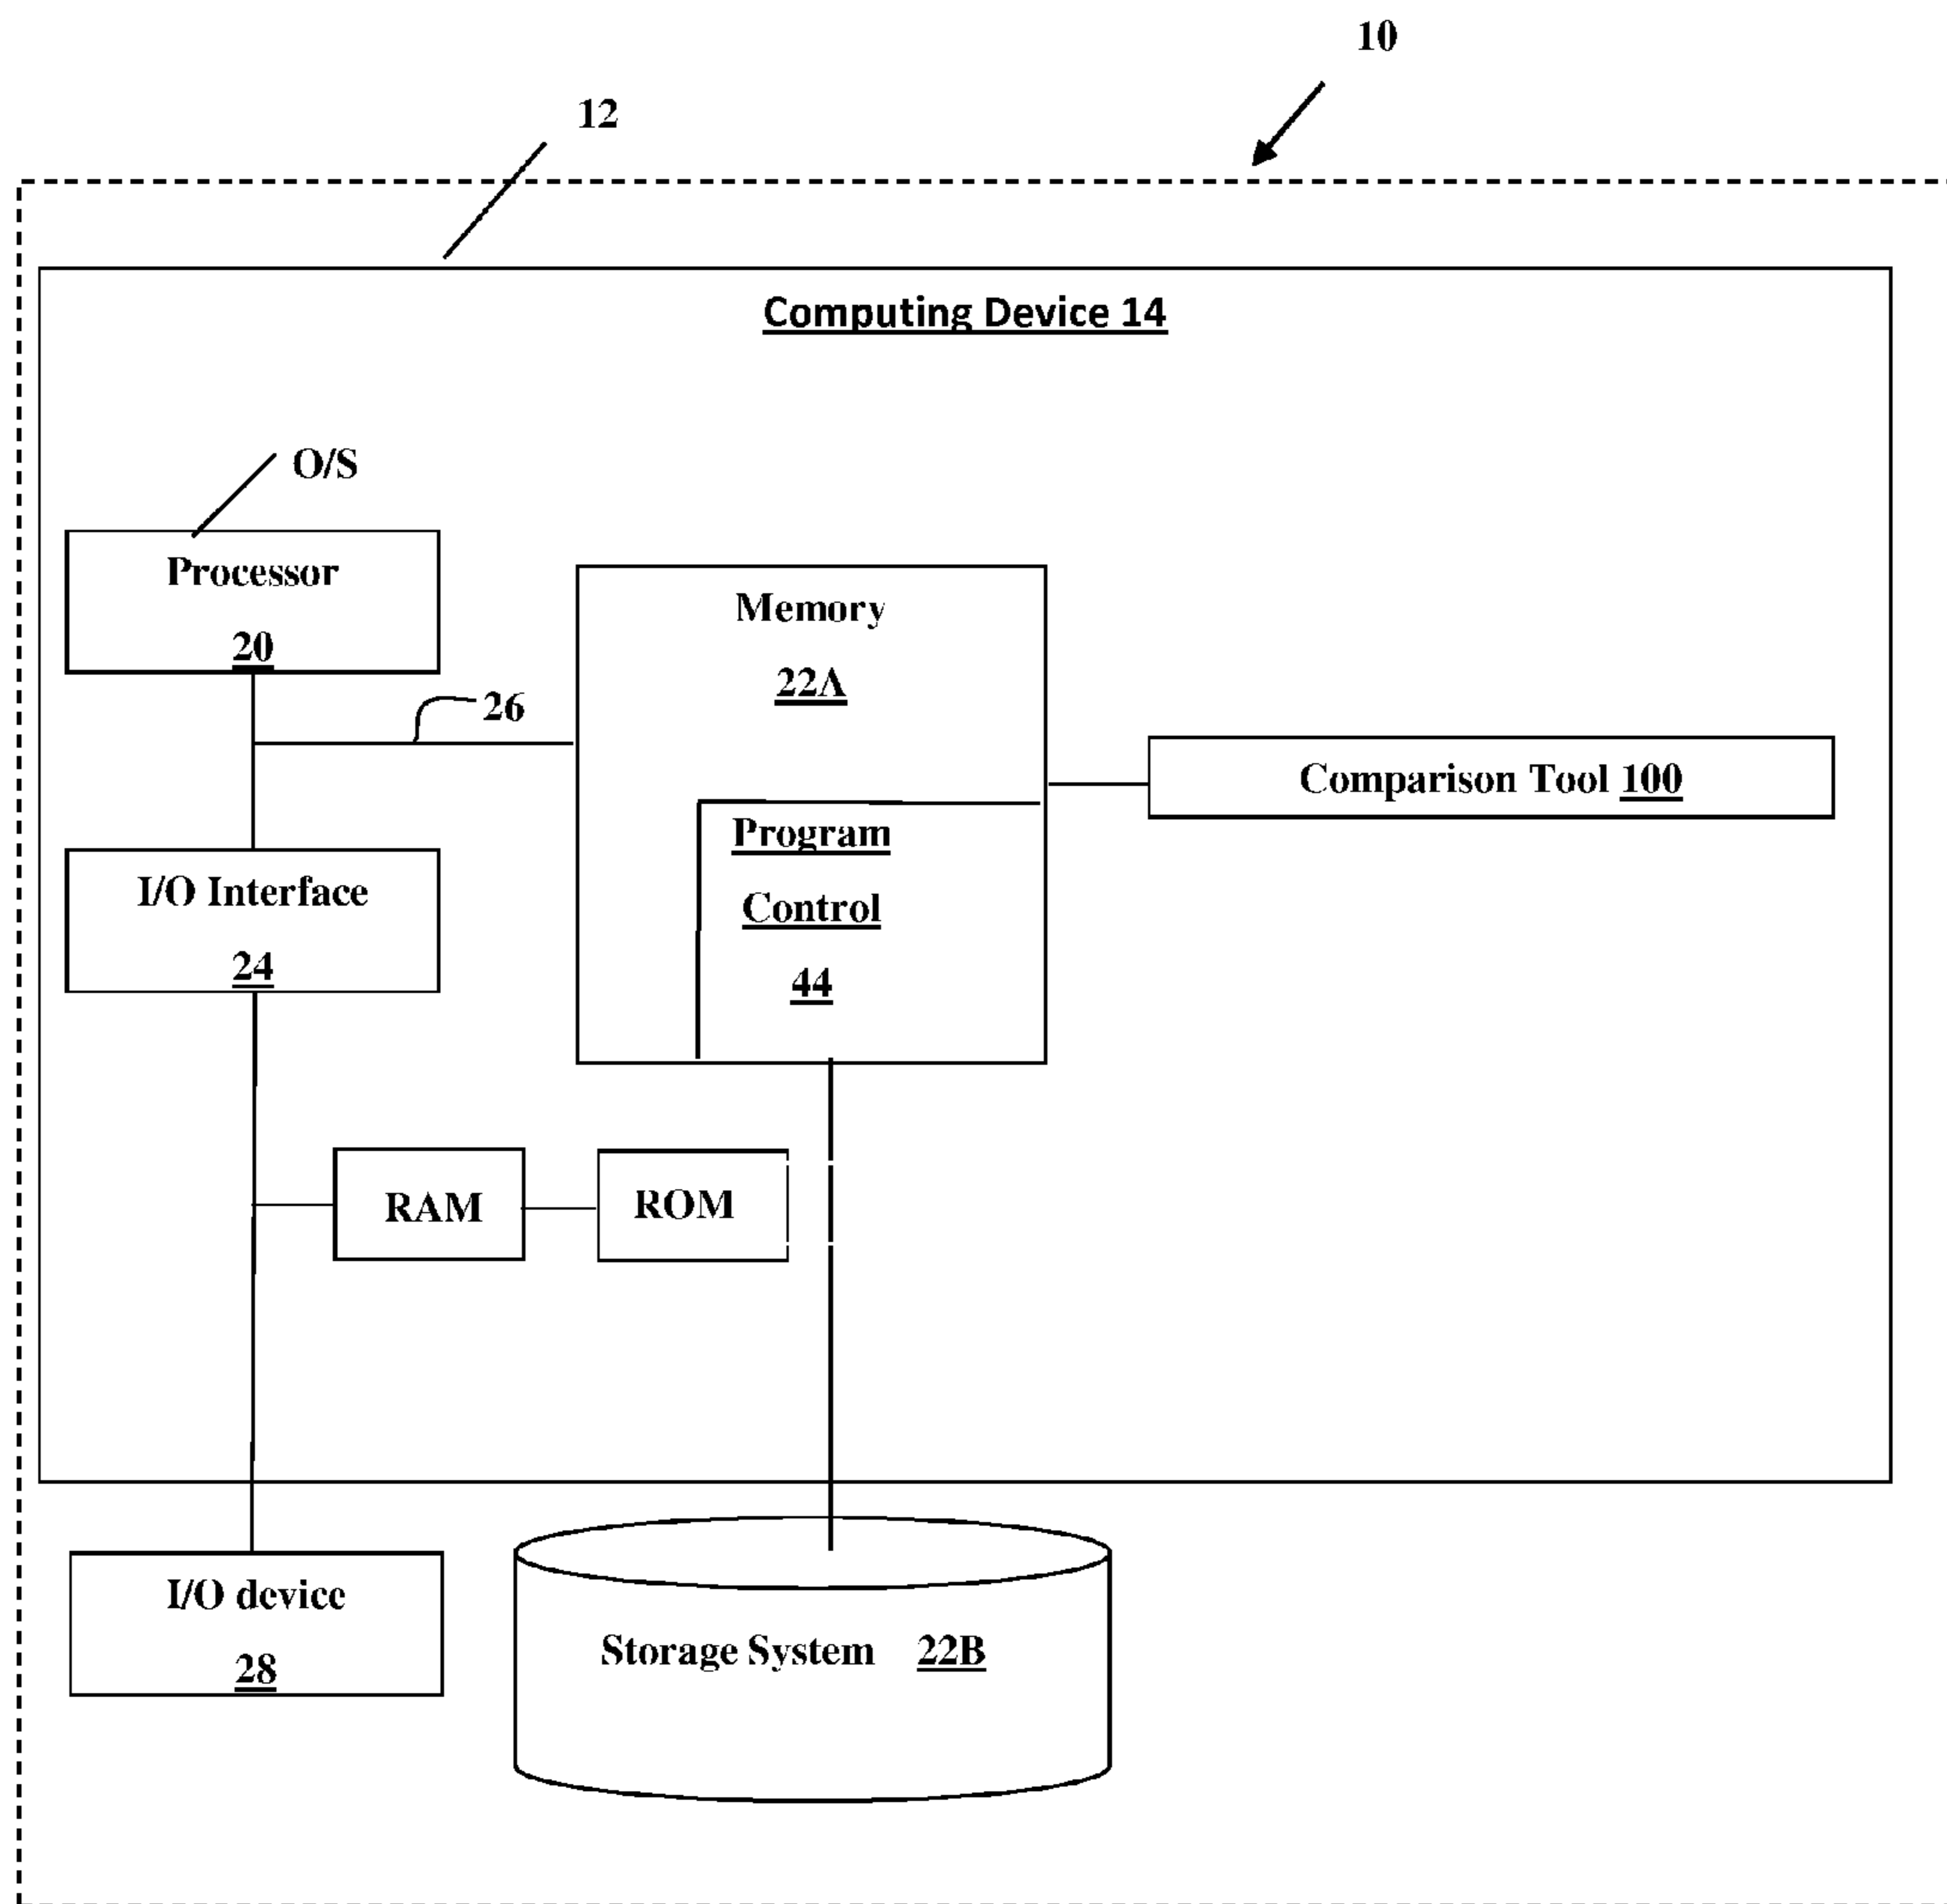 10
12
Computing Device 14
O/S
Processor
20
26
Memory
22A
Program
Control
44
Comparison Tool 100
I/O Interface
24
RAM
ROM
I/O device
28
Storage System 22B